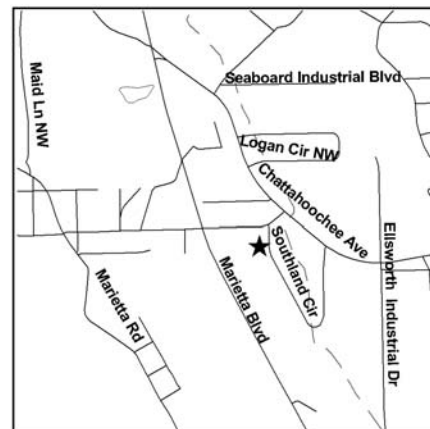 Seaboard Industrial Blvd
Maid Ln NW
Logan Cir NW
Chattahoochee Ave
Southland Cir
Ellsworth Industrial Dr
Marietta Blvd
Marietta Rd